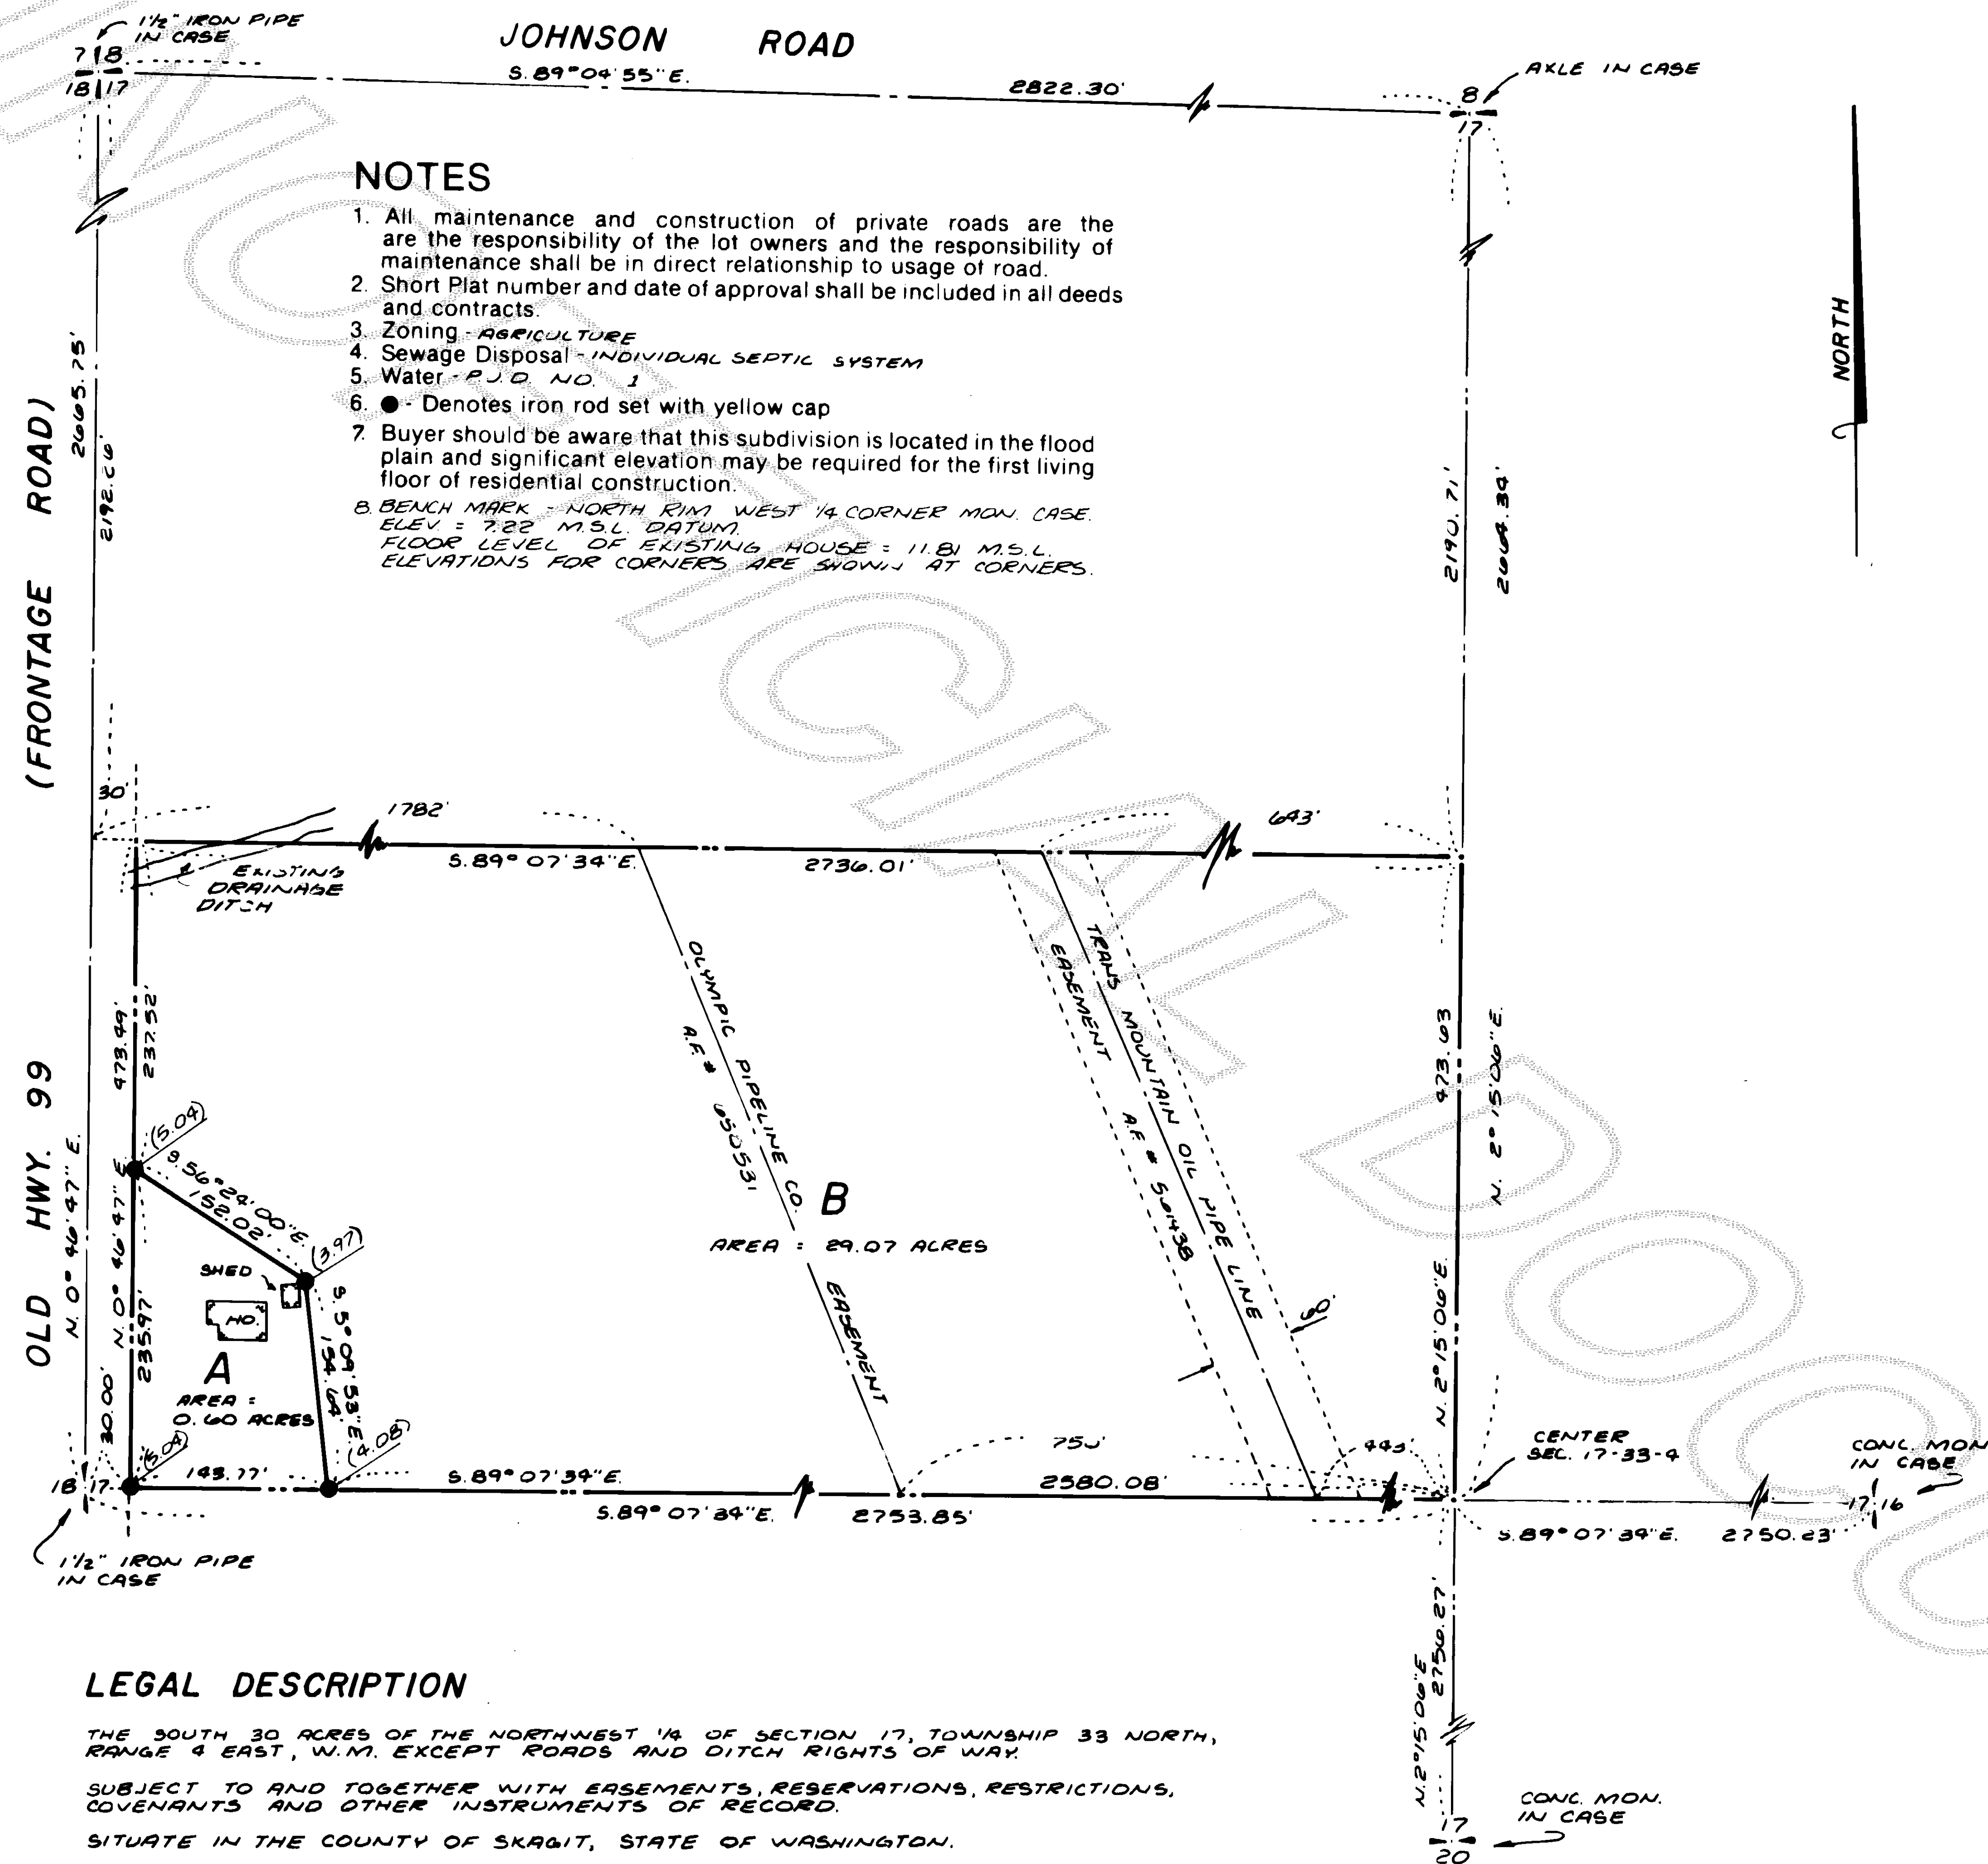 1½" IRON PIPE
IN CASE
7 8
18 17
JOHNSON ROAD
S. 89° 04' 55" E.
2822.30'
AXLE IN CASE
8
17
NORTH
NOTES
1. All maintenance and construction of private roads are the
are the responsibility of the lot owners and the responsibility of
maintenance shall be in direct relationship to usage of road.
2. Short Plat number and date of approval shall be included in all deeds
and contracts.
3. Zoning - AGRICULTURE
4. Sewage Disposal - INDIVIDUAL SEPTIC SYSTEM
5. Water - P.U.D. NO. 1
6. ● - Denotes iron rod set with yellow cap
7. Buyer should be aware that this subdivision is located in the flood
plain and significant elevation may be required for the first living
floor of residential construction.
8. BENCH MARK - NORTH RIM WEST 1/4 CORNER MON. CASE.
ELEV. = 7.22 M.S.L. DATUM.
FLOOR LEVEL OF EXISTING HOUSE = 11.81 M.S.L.
ELEVATIONS FOR CORNERS ARE SHOWN AT CORNERS.
OLD HWY. 99 (FRONTAGE ROAD)
2665.75'
2192.26'
2190.71'
2664.34'
30'
1782'
643'
S. 89° 07' 34" E.
2736.01'
EXISTING
DRAINAGE
DITCH
OLYMPIC PIPELINE CO. EASEMENT
A.F. # 650531
TRANS MOUNTAIN OIL PIPE LINE
EASEMENT A.F. # 561438
60'
473.49'
237.52'
473.63
N. 2° 15' 06" E.
N. 0° 46' 47" E.
N. 0° 46' 47" E
235.97'
30.00'
(5.04)
S. 56° 24' 00" E.
152.02'
(3.97)
SHED
HO.
A
AREA =
0.60 ACRES
S. 5° 09' 53" E.
154.64'
(4.08)
(5.04)
B
AREA = 29.07 ACRES
N. 2° 15' 06" E.
18 17
143.77'
S. 89° 07' 34" E.
2580.08'
443'
S. 89° 07' 34" E.
2753.85'
CENTER
SEC. 17-33-4
CONC. MON
IN CASE
17 16
S. 89° 07' 34" E. 2750.23'
1½" IRON PIPE
IN CASE
N. 2° 15' 06" E
2756.27'
CONC. MON.
IN CASE
17
20
LEGAL DESCRIPTION
THE SOUTH 30 ACRES OF THE NORTHWEST 1/4 OF SECTION 17, TOWNSHIP 33 NORTH,
RANGE 4 EAST, W.M. EXCEPT ROADS AND DITCH RIGHTS OF WAY.
SUBJECT TO AND TOGETHER WITH EASEMENTS, RESERVATIONS, RESTRICTIONS,
COVENANTS AND OTHER INSTRUMENTS OF RECORD.
SITUATE IN THE COUNTY OF SKAGIT, STATE OF WASHINGTON.